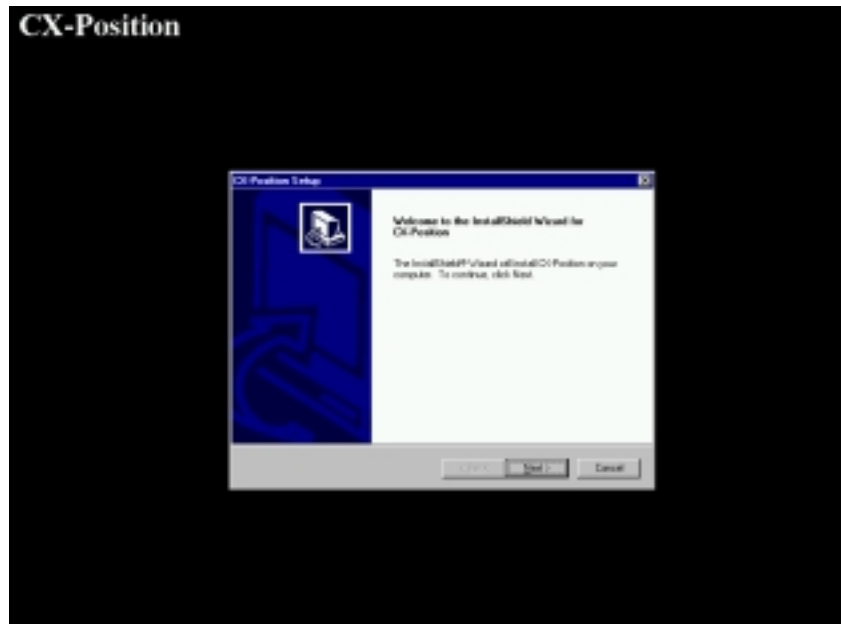 CX-Position
CX-Position Setup
Welcome to the InstallShield Wizard for
CX-Position
The InstallShield® Wizard will install CX-Position on your
computer. To continue, click Next.
< Back
Next >
Cancel